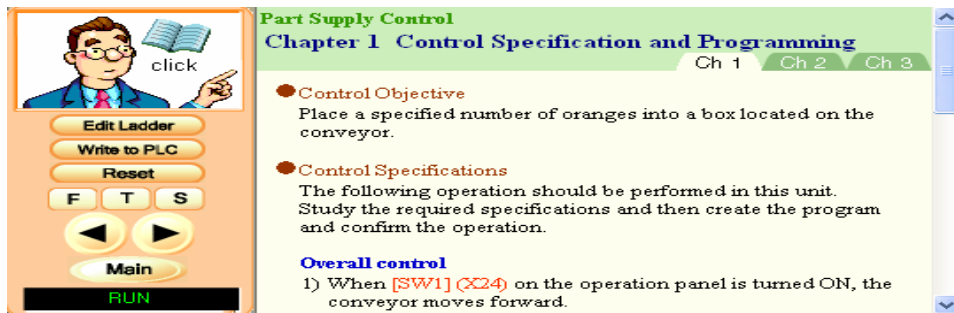 click
Edit Ladder
Write to PLC
Reset
F T S
Main
RUN
Part Supply Control
Chapter 1 Control Specification and Programming
Ch 1 Ch 2 Ch 3
Control Objective
Place a specified number of oranges into a box located on the
conveyor.
Control Specifications
The following operation should be performed in this unit.
Study the required specifications and then create the program
and confirm the operation.
Overall control
1) When [SW1] (X24) on the operation panel is turned ON, the
conveyor moves forward.